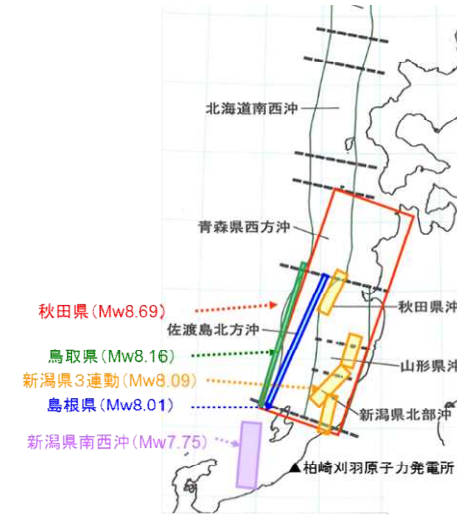 北海道南西沖
青森県西方沖
秋田県(Mw8.69)
秋田県沖
佐渡島北方沖
鳥取県(Mw8.16)
山形県沖
新潟県3連動(Mw8.09)
島根県(Mw8.01)
新潟県北部沖
新潟県南西沖(Mw7.75)
▲柏崎刈羽原子力発電所